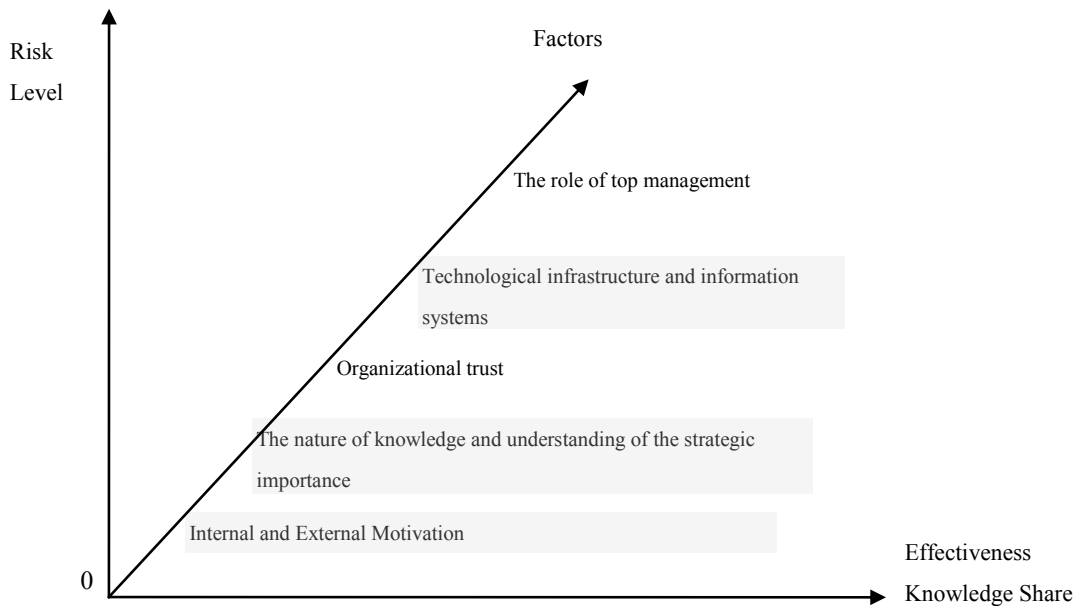 Risk
Level
Factors
The role of top management
Technological infrastructure and information
systems
Organizational trust
The nature of knowledge and understanding of the strategic
importance
Internal and External Motivation
0
Effectiveness
Knowledge Share